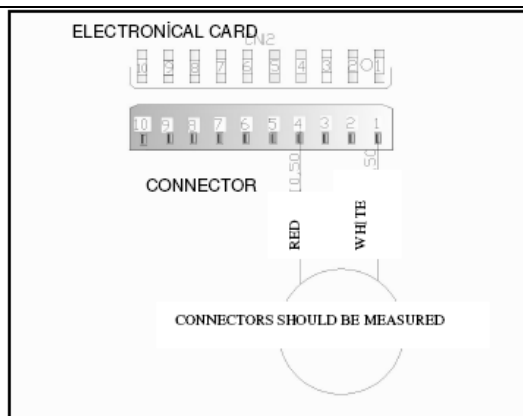 ELECTRONİCAL CARD
CN2
10 9 8 7 6 5 4 3 2 1
10 9 8 7 6 5 4 3 2 1
CONNECTOR
0,50
,50
RED
WHITE
CONNECTORS SHOULD BE MEASURED